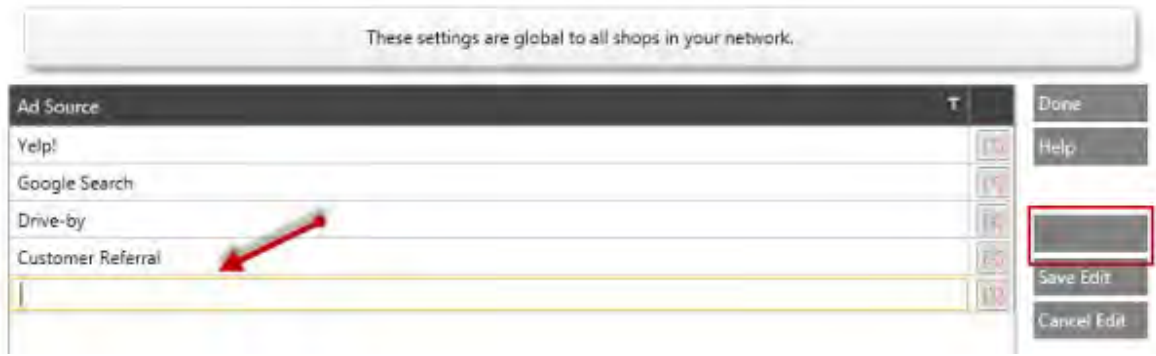 These settings are global to all shops in your network.
Ad Source
Done
Yelp!
Help
Google Search
Drive-by
Customer Referral
Save Edit
Cancel Edit